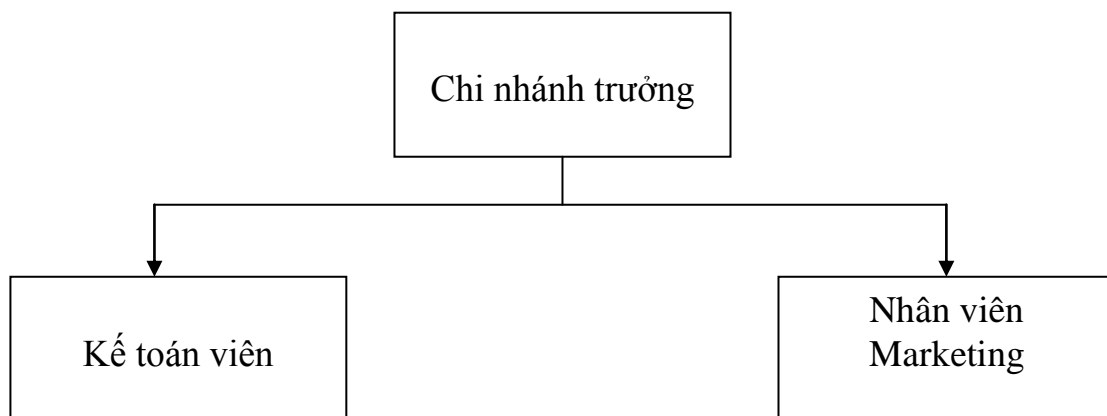 Chi nhánh trưởng
Kế toán viên
Nhân viên
Marketing